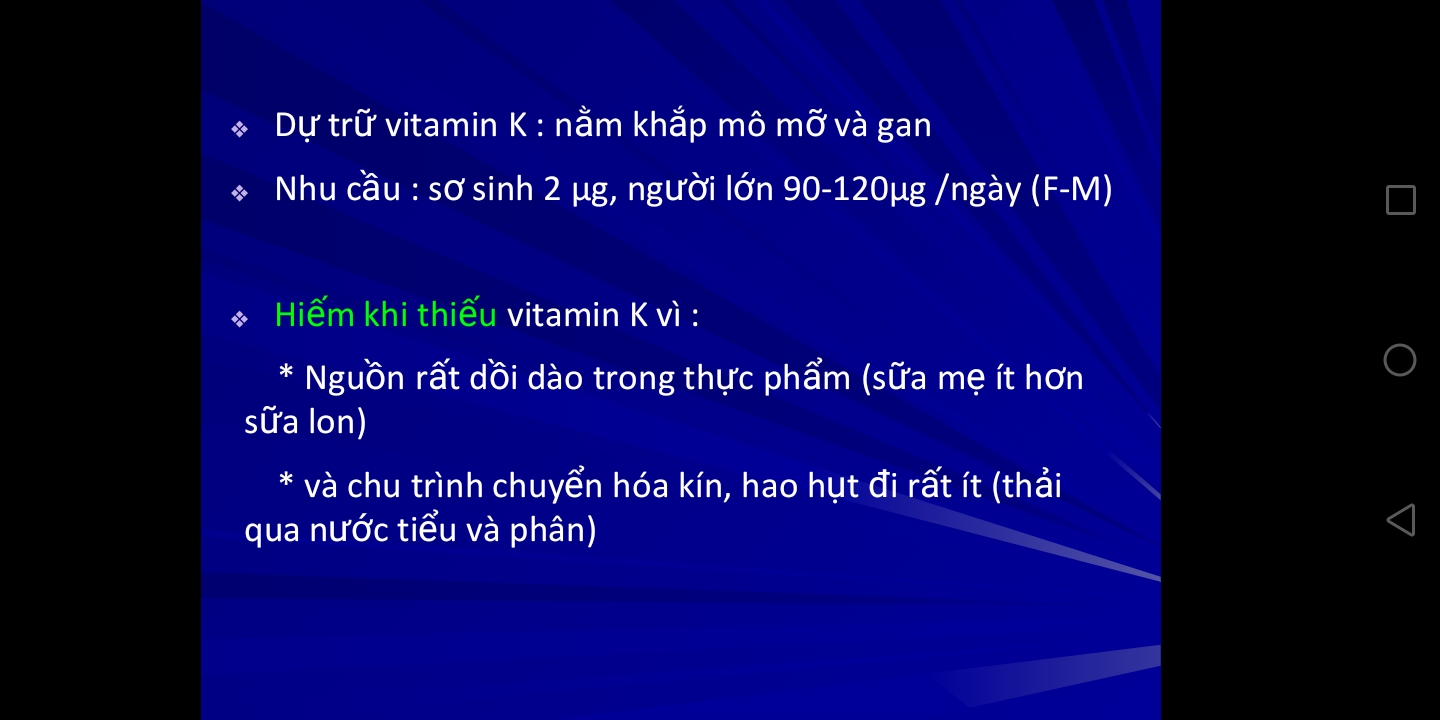 ❖ Dự trữ vitamin K : nằm khắp mô mỡ và gan
❖ Nhu cầu : sơ sinh 2 µg, người lớn 90-120µg /ngày (F-M)
❖ Hiếm khi thiếu vitamin K vì :
* Nguồn rất dồi dào trong thực phẩm (sữa mẹ ít hơn
sữa lon)
* và chu trình chuyển hóa kín, hao hụt đi rất ít (thải
qua nước tiểu và phân)